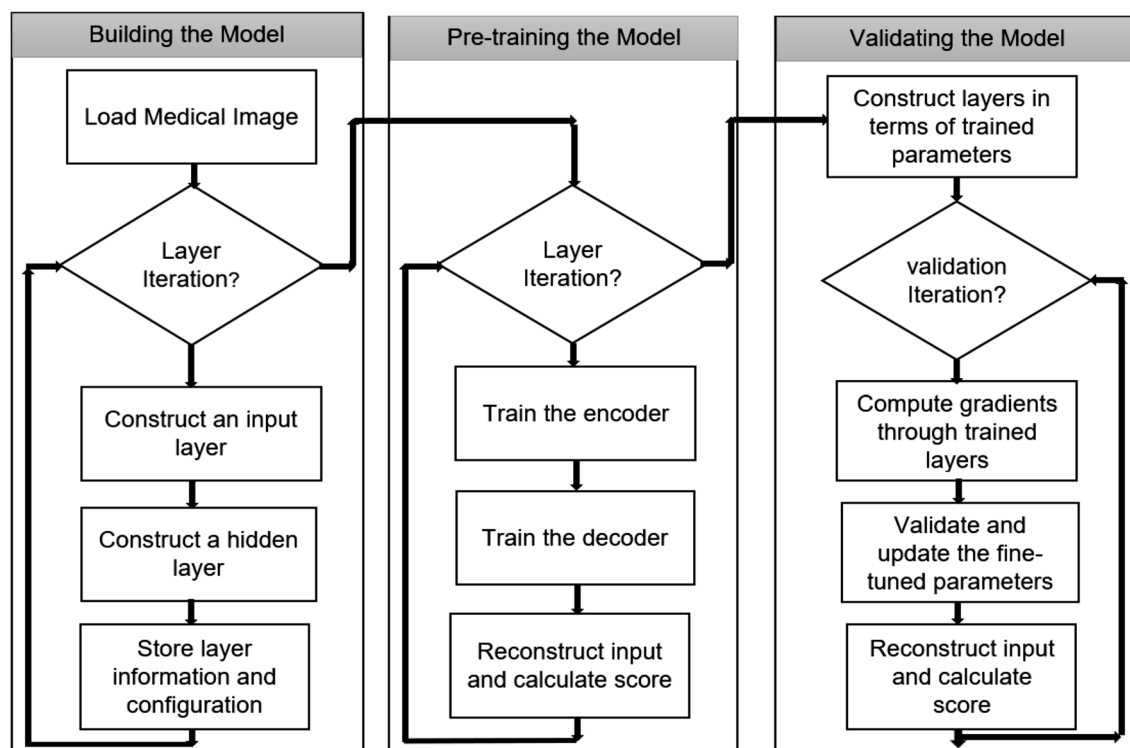 Building the Model
Load Medical Image
Layer
Iteration?
Construct an input
layer
Construct a hidden
layer
Store layer
information and
configuration
Pre-training the Model
Layer
Iteration?
Train the encoder
Train the decoder
Reconstruct input
and calculate score
Validating the Model
Construct layers in
terms of trained
parameters
validation
Iteration?
Compute gradients
through trained
layers
Validate and
update the fine-
tuned parameters
Reconstruct input
and calculate
score